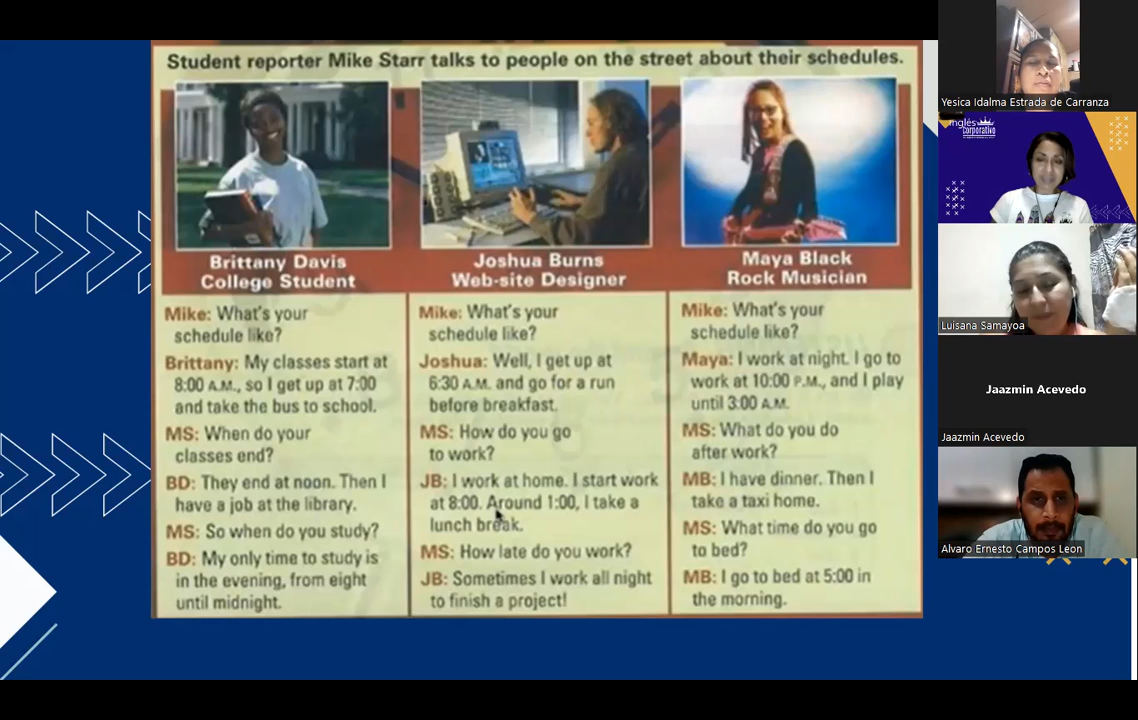 Student reporter Mike Starr talks to people on the street about their schedules.
Brittany Davis
College Student
Mike: What's your
schedule like?
Brittany: My classes start at
8:00 A.M., so I get up at 7:00
and take the bus to school.
MS: When do your
classes end?
BD: They end at noon. Then I
have a job at the library.
MS: So when do you study?
BD: My only time to study is
in the evening, from eight
until midnight.
Joshua Burns
Web-site Designer
Mike: What's your
schedule like?
Joshua: Well, I get up at
6:30 A.M. and go for a run
before breakfast.
MS: How do you go
to work?
JB: I work at home. I start work
at 8:00. Around 1:00, I take a
lunch break.
MS: How late do you work?
JB: Sometimes I work all night
to finish a project!
Maya Black
Rock Musician
Mike: What's your
schedule like?
Maya: I work at night. I go to
work at 10:00 P.M., and I play
until 3:00 A.M.
MS: What do you do
after work?
MB: I have dinner. Then I
take a taxi home.
MS: What time do you go
to bed?
MB: I go to bed at 5:00 in
the morning.
Yesica Idalma Estrada de Carranza
inglés
corporativo
Luisana Samayoa
Jaazmin Acevedo
Jaazmin Acevedo
Alvaro Ernesto Campos Leon